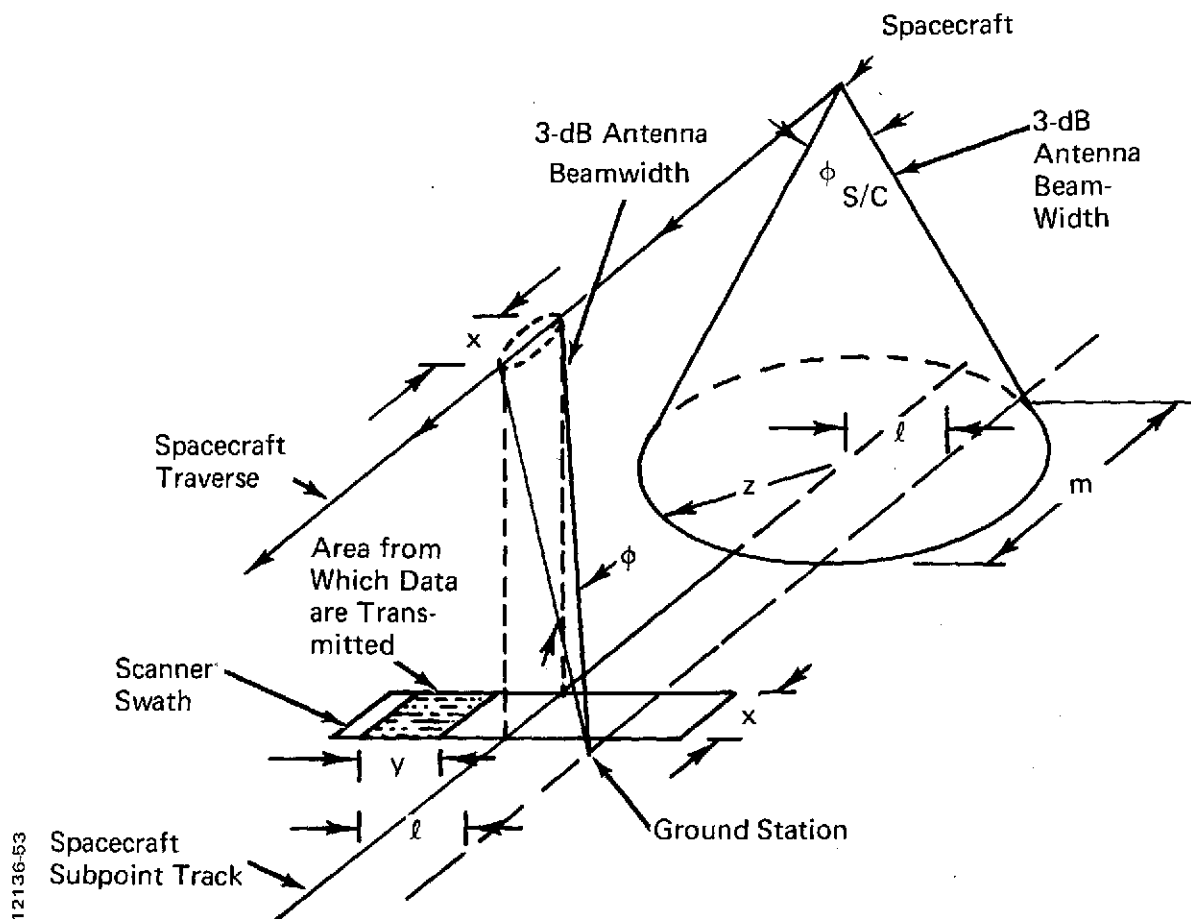 Spacecraft
3-dB Antenna
Beamwidth
3-dB
Antenna
Beam-
Width
ϕ
S/C
x
Spacecraft
Traverse
ℓ
z
m
Area from
Which Data
are Trans-
mitted
ϕ
Scanner
Swath
x
y
ℓ
Ground Station
Spacecraft
Subpoint Track
12136-53